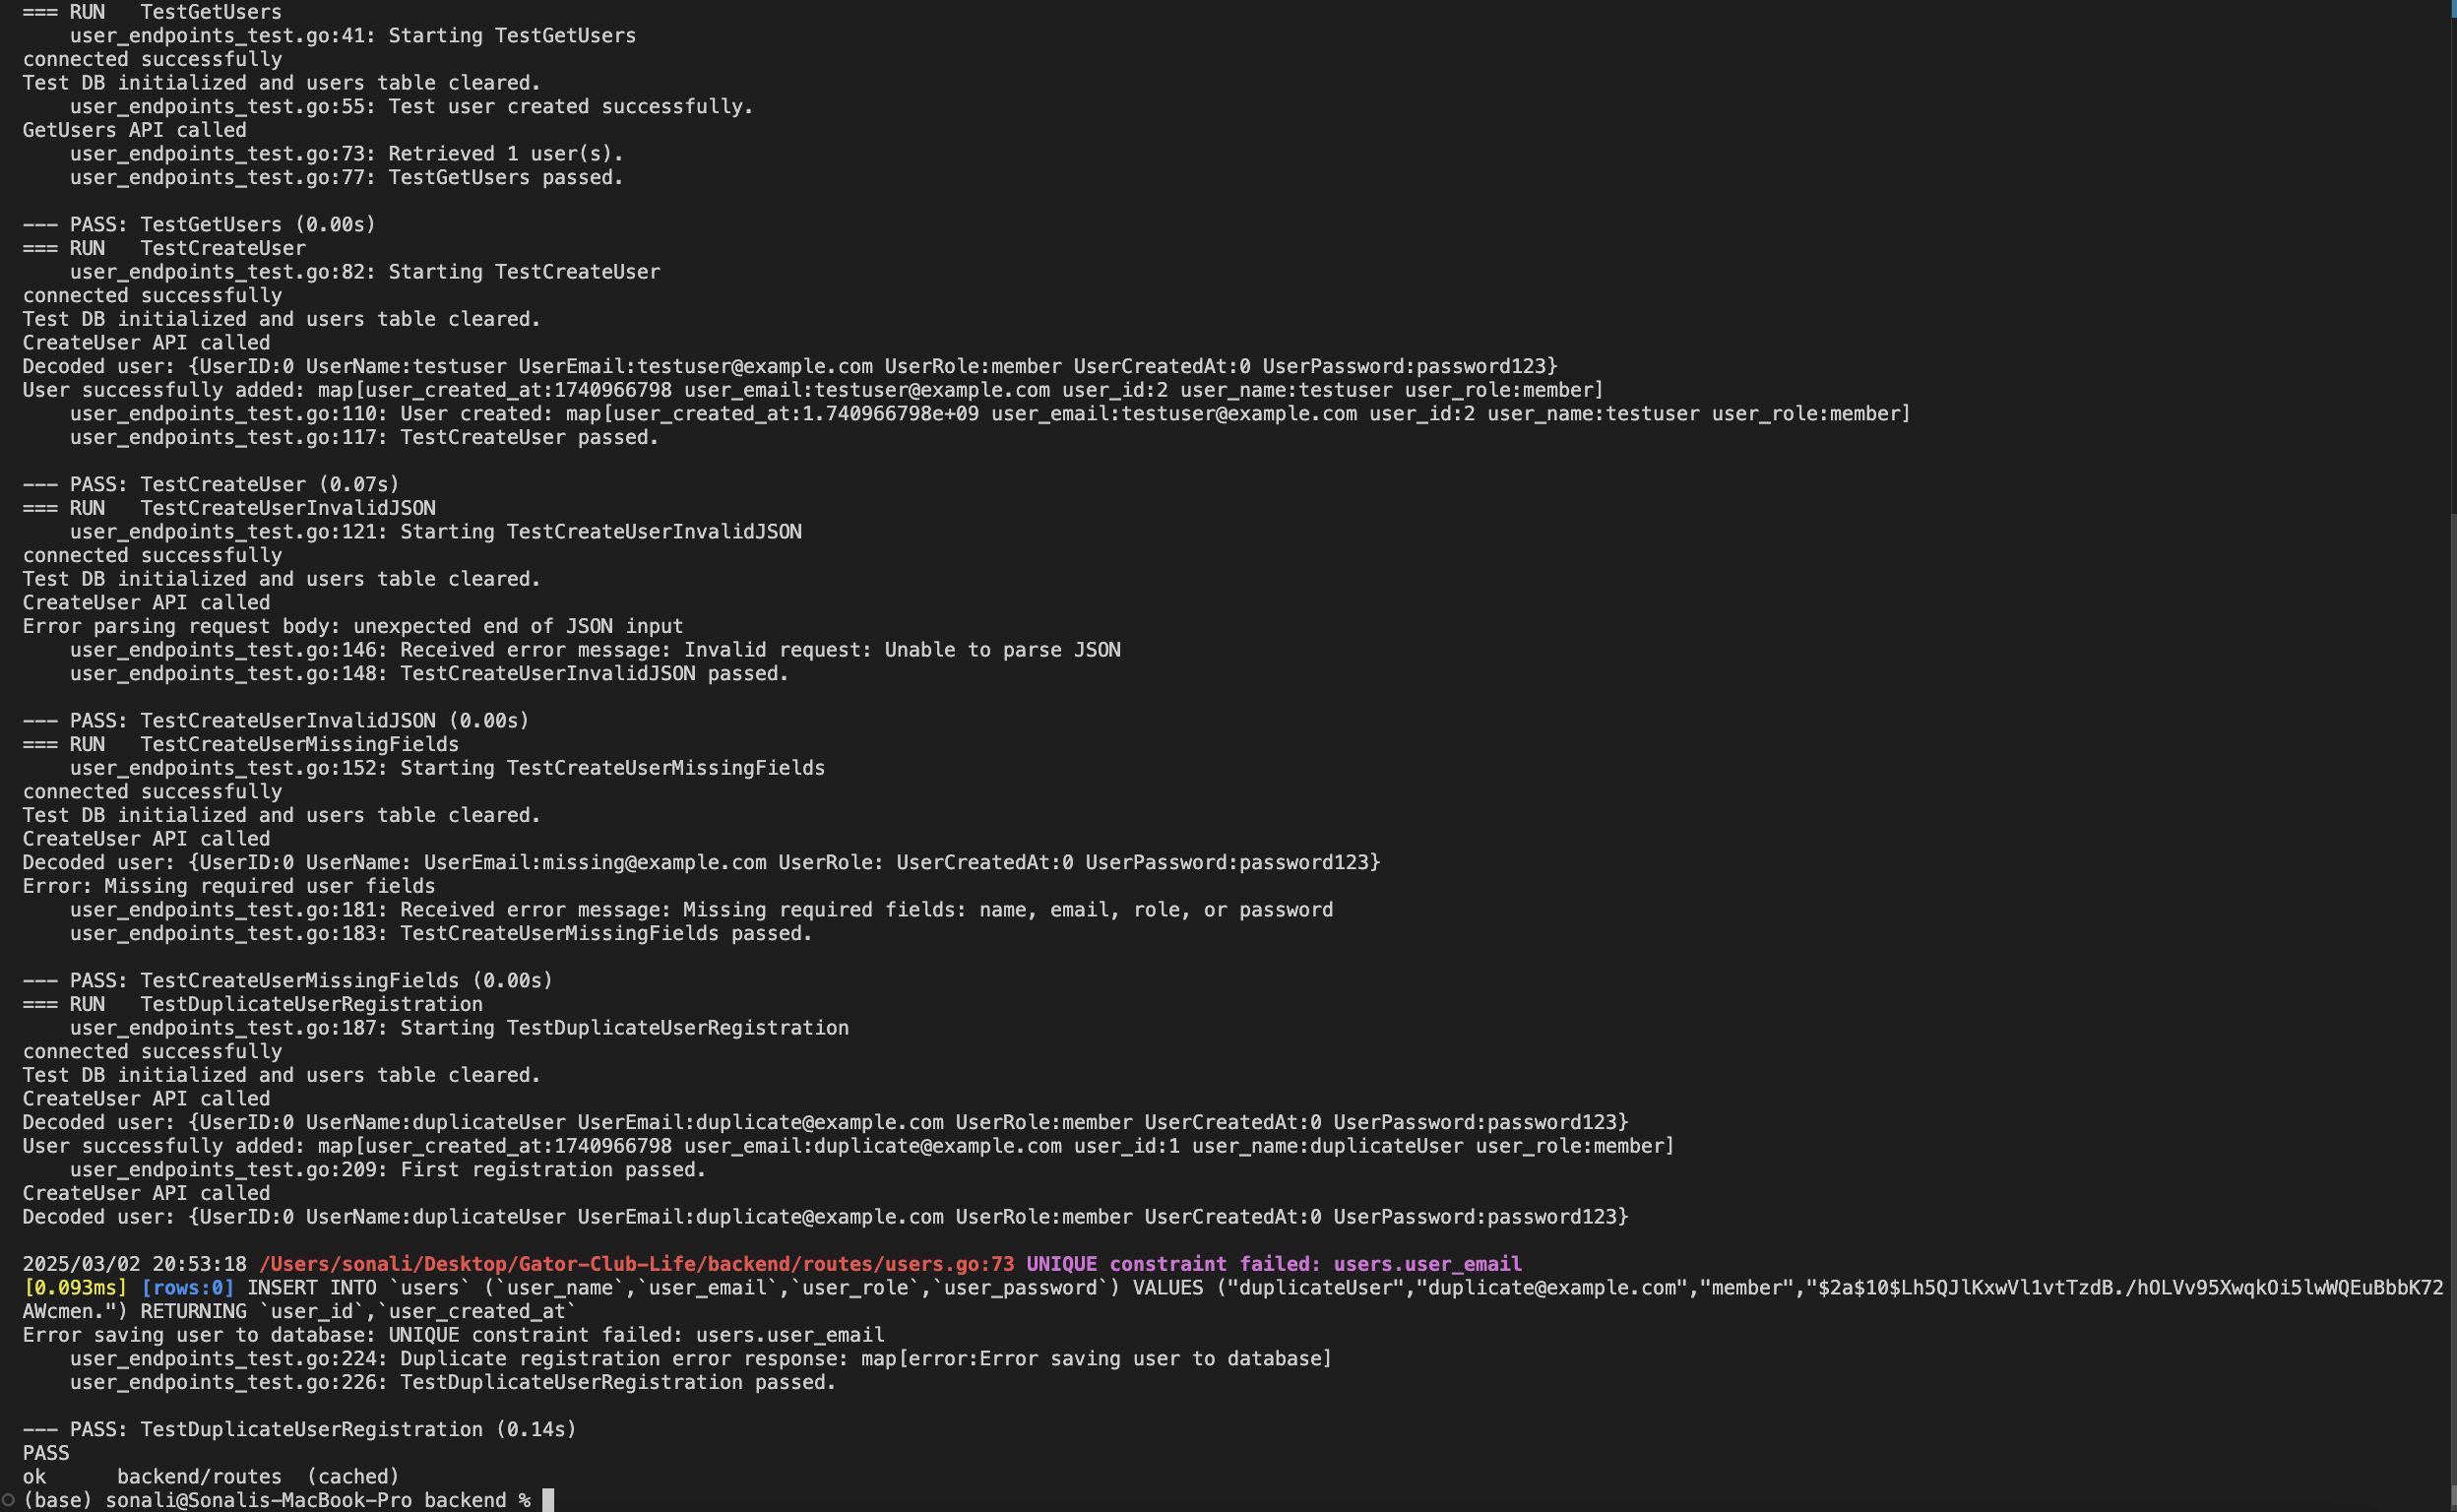 === RUN   TestGetUsers
    user_endpoints_test.go:41: Starting TestGetUsers
connected successfully
Test DB initialized and users table cleared.
    user_endpoints_test.go:55: Test user created successfully.
GetUsers API called
    user_endpoints_test.go:73: Retrieved 1 user(s).
    user_endpoints_test.go:77: TestGetUsers passed.

--- PASS: TestGetUsers (0.00s)
=== RUN   TestCreateUser
    user_endpoints_test.go:82: Starting TestCreateUser
connected successfully
Test DB initialized and users table cleared.
CreateUser API called
Decoded user: {UserID:0 UserName:testuser UserEmail:testuser@example.com UserRole:member UserCreatedAt:0 UserPassword:password123}
User successfully added: map[user_created_at:1740966798 user_email:testuser@example.com user_id:2 user_name:testuser user_role:member]
    user_endpoints_test.go:110: User created: map[user_created_at:1.740966798e+09 user_email:testuser@example.com user_id:2 user_name:testuser user_role:member]
    user_endpoints_test.go:117: TestCreateUser passed.

--- PASS: TestCreateUser (0.07s)
=== RUN   TestCreateUserInvalidJSON
    user_endpoints_test.go:121: Starting TestCreateUserInvalidJSON
connected successfully
Test DB initialized and users table cleared.
CreateUser API called
Error parsing request body: unexpected end of JSON input
    user_endpoints_test.go:146: Received error message: Invalid request: Unable to parse JSON
    user_endpoints_test.go:148: TestCreateUserInvalidJSON passed.

--- PASS: TestCreateUserInvalidJSON (0.00s)
=== RUN   TestCreateUserMissingFields
    user_endpoints_test.go:152: Starting TestCreateUserMissingFields
connected successfully
Test DB initialized and users table cleared.
CreateUser API called
Decoded user: {UserID:0 UserName: UserEmail:missing@example.com UserRole: UserCreatedAt:0 UserPassword:password123}
Error: Missing required user fields
    user_endpoints_test.go:181: Received error message: Missing required fields: name, email, role, or password
    user_endpoints_test.go:183: TestCreateUserMissingFields passed.

--- PASS: TestCreateUserMissingFields (0.00s)
=== RUN   TestDuplicateUserRegistration
    user_endpoints_test.go:187: Starting TestDuplicateUserRegistration
connected successfully
Test DB initialized and users table cleared.
CreateUser API called
Decoded user: {UserID:0 UserName:duplicateUser UserEmail:duplicate@example.com UserRole:member UserCreatedAt:0 UserPassword:password123}
User successfully added: map[user_created_at:1740966798 user_email:duplicate@example.com user_id:1 user_name:duplicateUser user_role:member]
    user_endpoints_test.go:209: First registration passed.
CreateUser API called
Decoded user: {UserID:0 UserName:duplicateUser UserEmail:duplicate@example.com UserRole:member UserCreatedAt:0 UserPassword:password123}

2025/03/02 20:53:18 /Users/sonali/Desktop/Gator-Club-Life/backend/routes/users.go:73 UNIQUE constraint failed: users.user_email
[0.093ms] [rows:0] INSERT INTO `users` (`user_name`,`user_email`,`user_role`,`user_password`) VALUES ("duplicateUser","duplicate@example.com","member","$2a$10$Lh5QJlKxwVl1vtTzdB./hOLVv95XwqkOi5lwWQEuBbbK72
AWcmen.") RETURNING `user_id`,`user_created_at`
Error saving user to database: UNIQUE constraint failed: users.user_email
    user_endpoints_test.go:224: Duplicate registration error response: map[error:Error saving user to database]
    user_endpoints_test.go:226: TestDuplicateUserRegistration passed.

--- PASS: TestDuplicateUserRegistration (0.14s)
PASS
ok      backend/routes  (cached)
(base) sonali@Sonalis-MacBook-Pro backend %